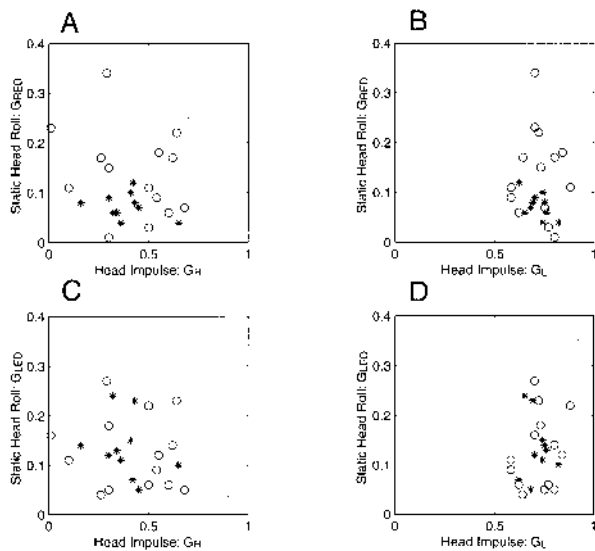 A
B
0.4
0.3
0.2
0.1
0
Static Head Roll: GRED
0
0.5
1
Head Impulse: GH
0.4
0.3
0.2
0.1
0
Static Head Roll: GRED
0
0.5
1
Head Impulse: GL
C
D
0.4
0.3
0.2
0.1
0
Static Head Roll: GLED
0
0.5
1
Head Impulse: GH
0.4
0.3
0.2
0.1
0
Static Head Roll: GLED
0
0.5
1
Head Impulse: GL